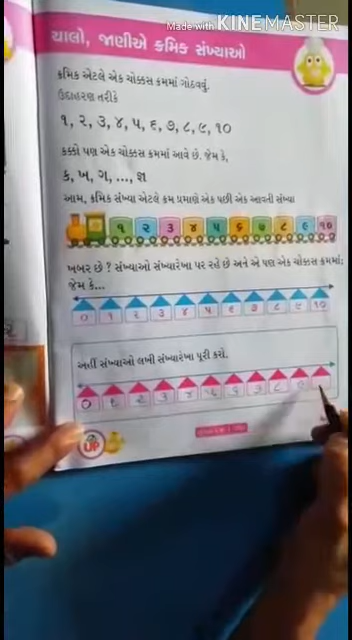 Made with KINEMASTER
ચાલો, જાણીએ ક્રમિક સંખ્યાઓ
ક્રમિક એટલે એક ચોક્કસ ક્રમમાં ગોઠવવું.
ઉદાહરણ તરીકે
૧, ૨, ૩, ૪, ૫, ૬, ૭, ૮, ૯, ૧૦
કક્કો પણ એક ચોક્કસ ક્રમમાં આવે છે. જેમ કે,
ક, ખ, ગ, ..., જ્ઞ
આમ, ક્રમિક સંખ્યા એટલે ક્રમ પ્રમાણે એક પછી એક આવતી સંખ્યા
૧ ૨ ૩ ૪ ૫ ૬ ૭ ૮ ૯ ૧૦
ખબર છે ? સંખ્યાઓ સંખ્યારેખા પર રહે છે અને એ પણ એક ચોક્કસ ક્રમમાં;
જેમ કે...
૦ ૧ ૨ ૩ ૪ ૫ ૬ ૭ ૮ ૯ ૧૦
અહીં સંખ્યાઓ લખી સંખ્યારેખા પૂરી કરો.
૦ ૧ ૨ ૩ ૪ ૫ ૬ ૭ ૮ ૯
UP